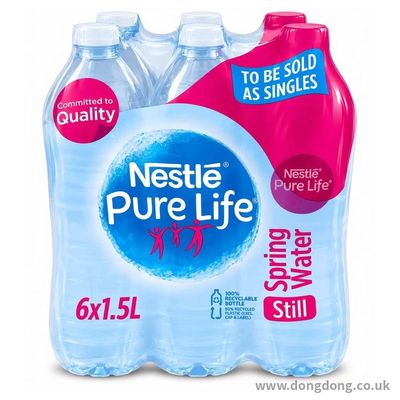 TO BE SOLD
AS SINGLES
Committed to
Quality
Nestlé®
Pure Life®
Nestlé®
Pure Life®
6x1.5L
100%
RECYCLABLE
BOTTLE
Spring
Water
Still
www.dongdong.co.uk